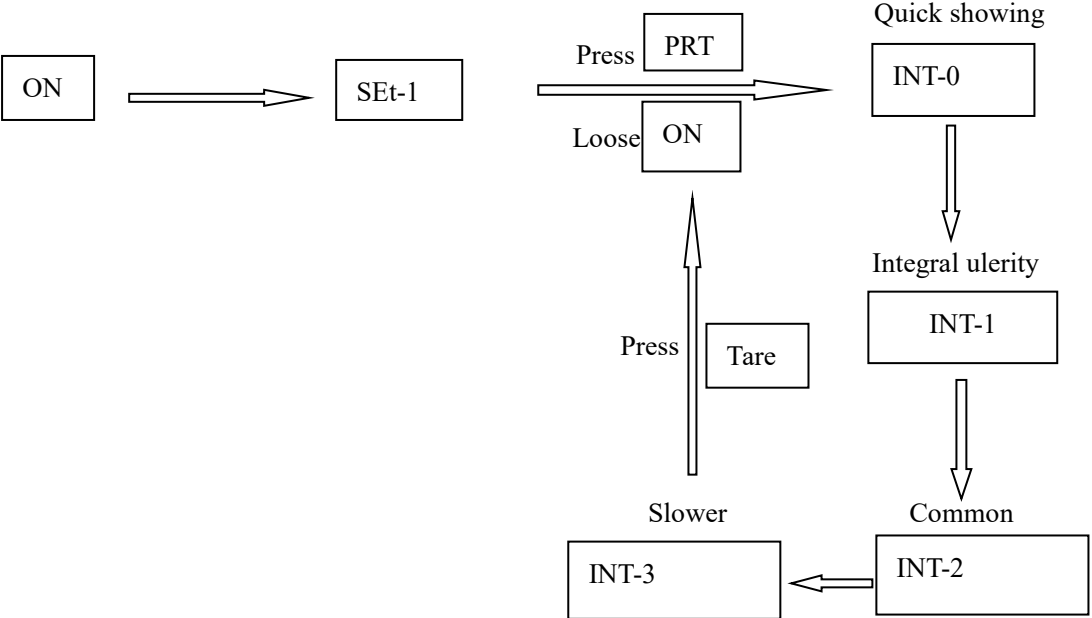 Quick showing
ON
SEt-1
Press PRT
Loose ON
INT-0
Integral ulerity
INT-1
Press Tare
Slower
Common
INT-3
INT-2